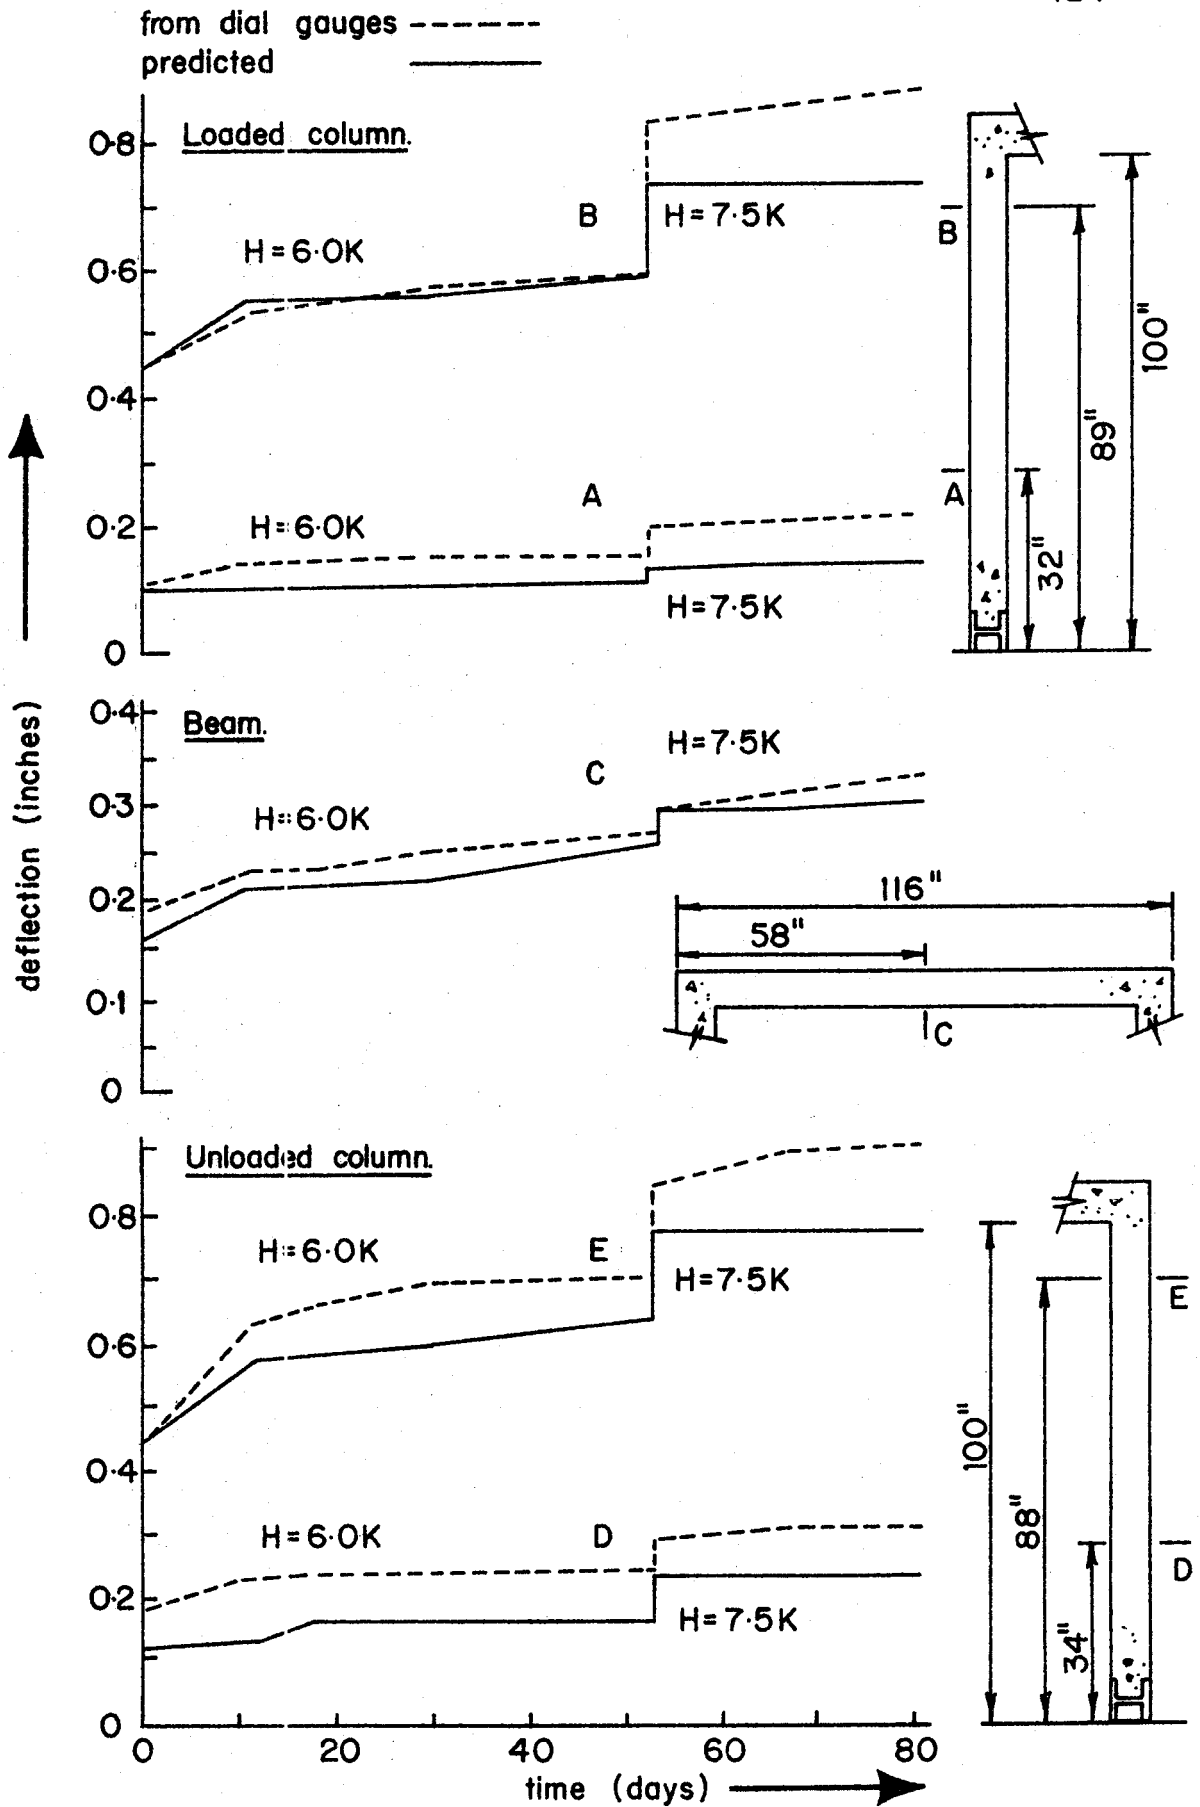 from dial gauges
predicted
Loaded column.
0.8
0.6
0.4
0.2
0
B
H=7.5K
H=6.0K
A
H=6.0K
H=7.5K
B
A
32"
89"
100"
deflection (inches)
Beam.
0.4
0.3
0.2
0.1
0
H=7.5K
C
H=6.0K
116"
58"
C
Unloaded column.
0.8
0.6
0.4
0.2
0
H=6.0K
E
H=7.5K
H=6.0K
D
H=7.5K
100"
88"
34"
E
D
0 20 40 60 80
time (days)